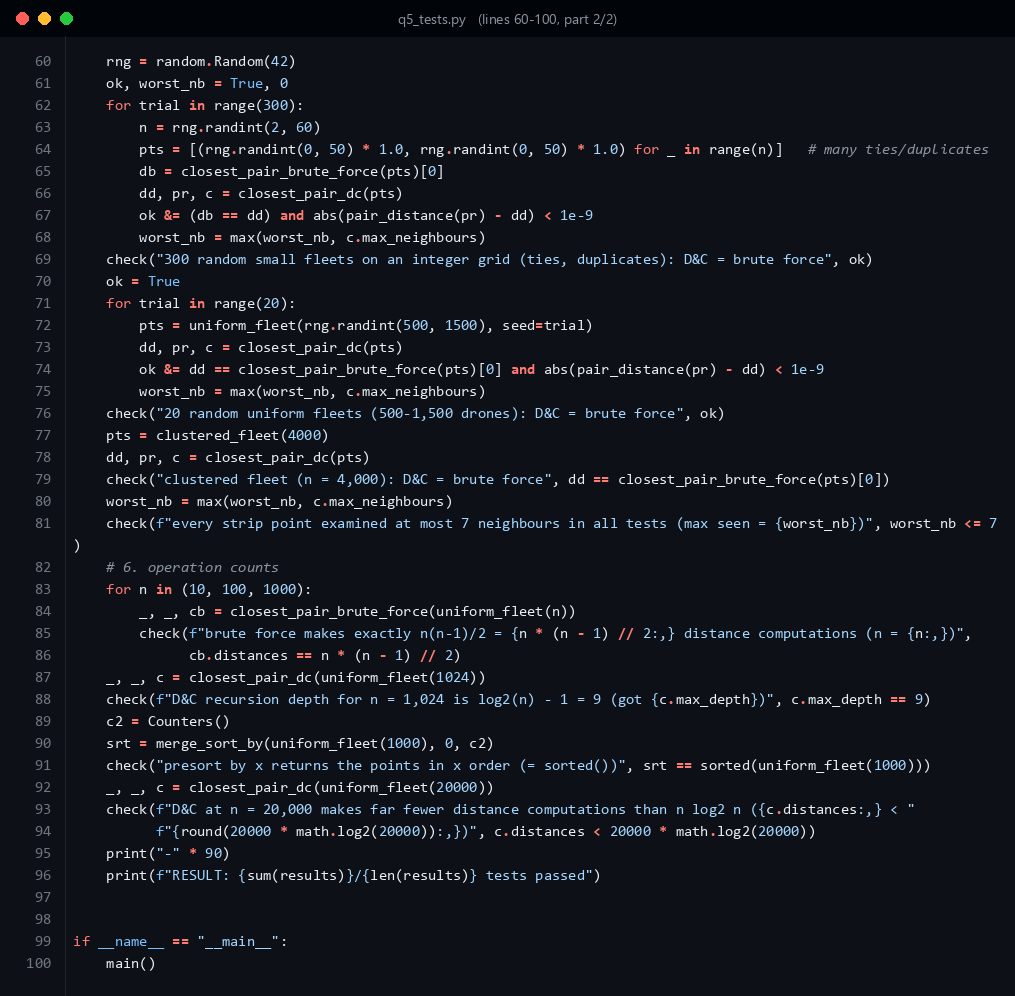 q5_tests.py (lines 60-100, part 2/2)
60     rng = random.Random(42)
61     ok, worst_nb = True, 0
62     for trial in range(300):
63         n = rng.randint(2, 60)
64         pts = [(rng.randint(0, 50) * 1.0, rng.randint(0, 50) * 1.0) for _ in range(n)]   # many ties/duplicates
65         db = closest_pair_brute_force(pts)[0]
66         dd, pr, c = closest_pair_dc(pts)
67         ok &= (db == dd) and abs(pair_distance(pr) - dd) < 1e-9
68         worst_nb = max(worst_nb, c.max_neighbours)
69     check("300 random small fleets on an integer grid (ties, duplicates): D&C = brute force", ok)
70     ok = True
71     for trial in range(20):
72         pts = uniform_fleet(rng.randint(500, 1500), seed=trial)
73         dd, pr, c = closest_pair_dc(pts)
74         ok &= dd == closest_pair_brute_force(pts)[0] and abs(pair_distance(pr) - dd) < 1e-9
75         worst_nb = max(worst_nb, c.max_neighbours)
76     check("20 random uniform fleets (500-1,500 drones): D&C = brute force", ok)
77     pts = clustered_fleet(4000)
78     dd, pr, c = closest_pair_dc(pts)
79     check("clustered fleet (n = 4,000): D&C = brute force", dd == closest_pair_brute_force(pts)[0])
80     worst_nb = max(worst_nb, c.max_neighbours)
81     check(f"every strip point examined at most 7 neighbours in all tests (max seen = {worst_nb})", worst_nb <= 7
)
82     # 6. operation counts
83     for n in (10, 100, 1000):
84         _, _, cb = closest_pair_brute_force(uniform_fleet(n))
85         check(f"brute force makes exactly n(n-1)/2 = {n * (n - 1) // 2:,} distance computations (n = {n:,})",
86               cb.distances == n * (n - 1) // 2)
87     _, _, c = closest_pair_dc(uniform_fleet(1024))
88     check(f"D&C recursion depth for n = 1,024 is log2(n) - 1 = 9 (got {c.max_depth})", c.max_depth == 9)
89     c2 = Counters()
90     srt = merge_sort_by(uniform_fleet(1000), 0, c2)
91     check("presort by x returns the points in x order (= sorted())", srt == sorted(uniform_fleet(1000)))
92     _, _, c = closest_pair_dc(uniform_fleet(20000))
93     check(f"D&C at n = 20,000 makes far fewer distance computations than n log2 n ({c.distances:,} < "
94           f"{round(20000 * math.log2(20000)):,})", c.distances < 20000 * math.log2(20000))
95     print("-" * 90)
96     print(f"RESULT: {sum(results)}/{len(results)} tests passed")
97
98
99 if __name__ == "__main__":
100     main()